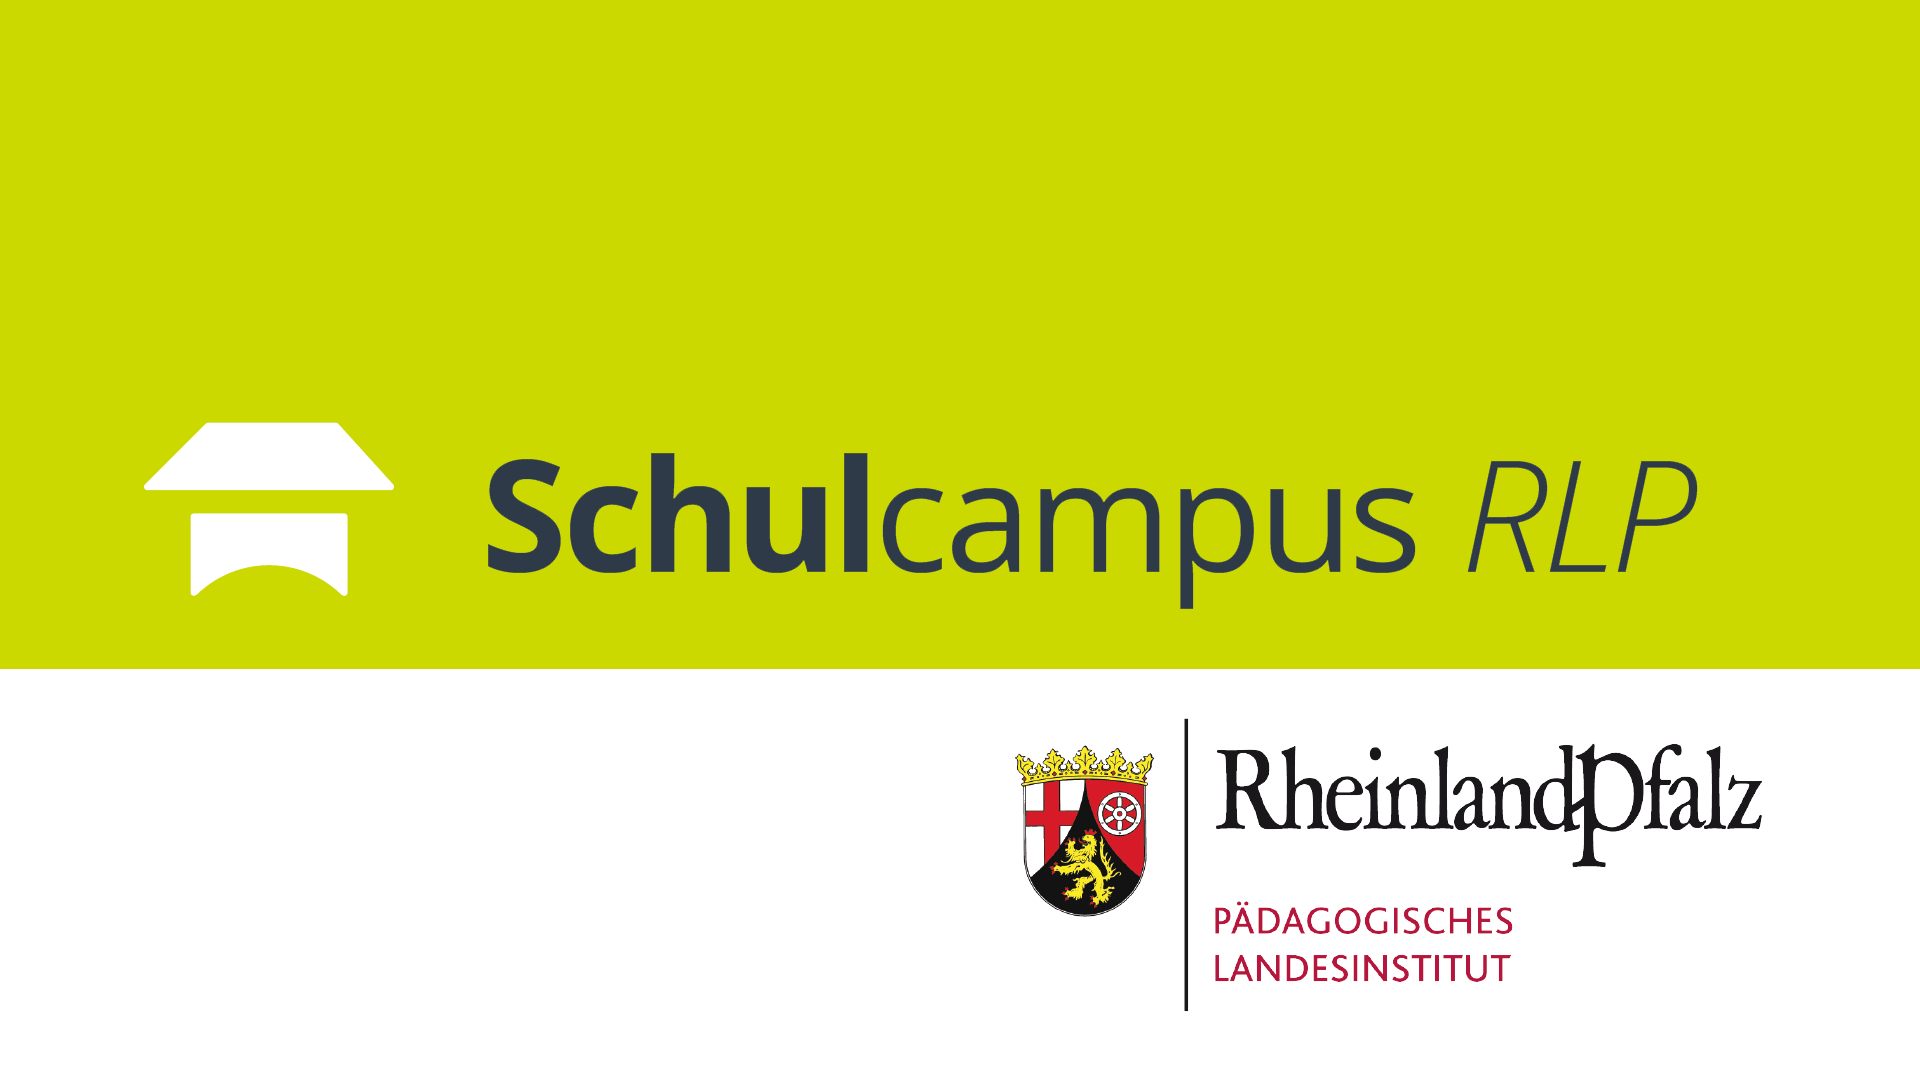 Schulcampus RLP
RheinlandPfalz
PÄDAGOGISCHES
LANDESINSTITUT